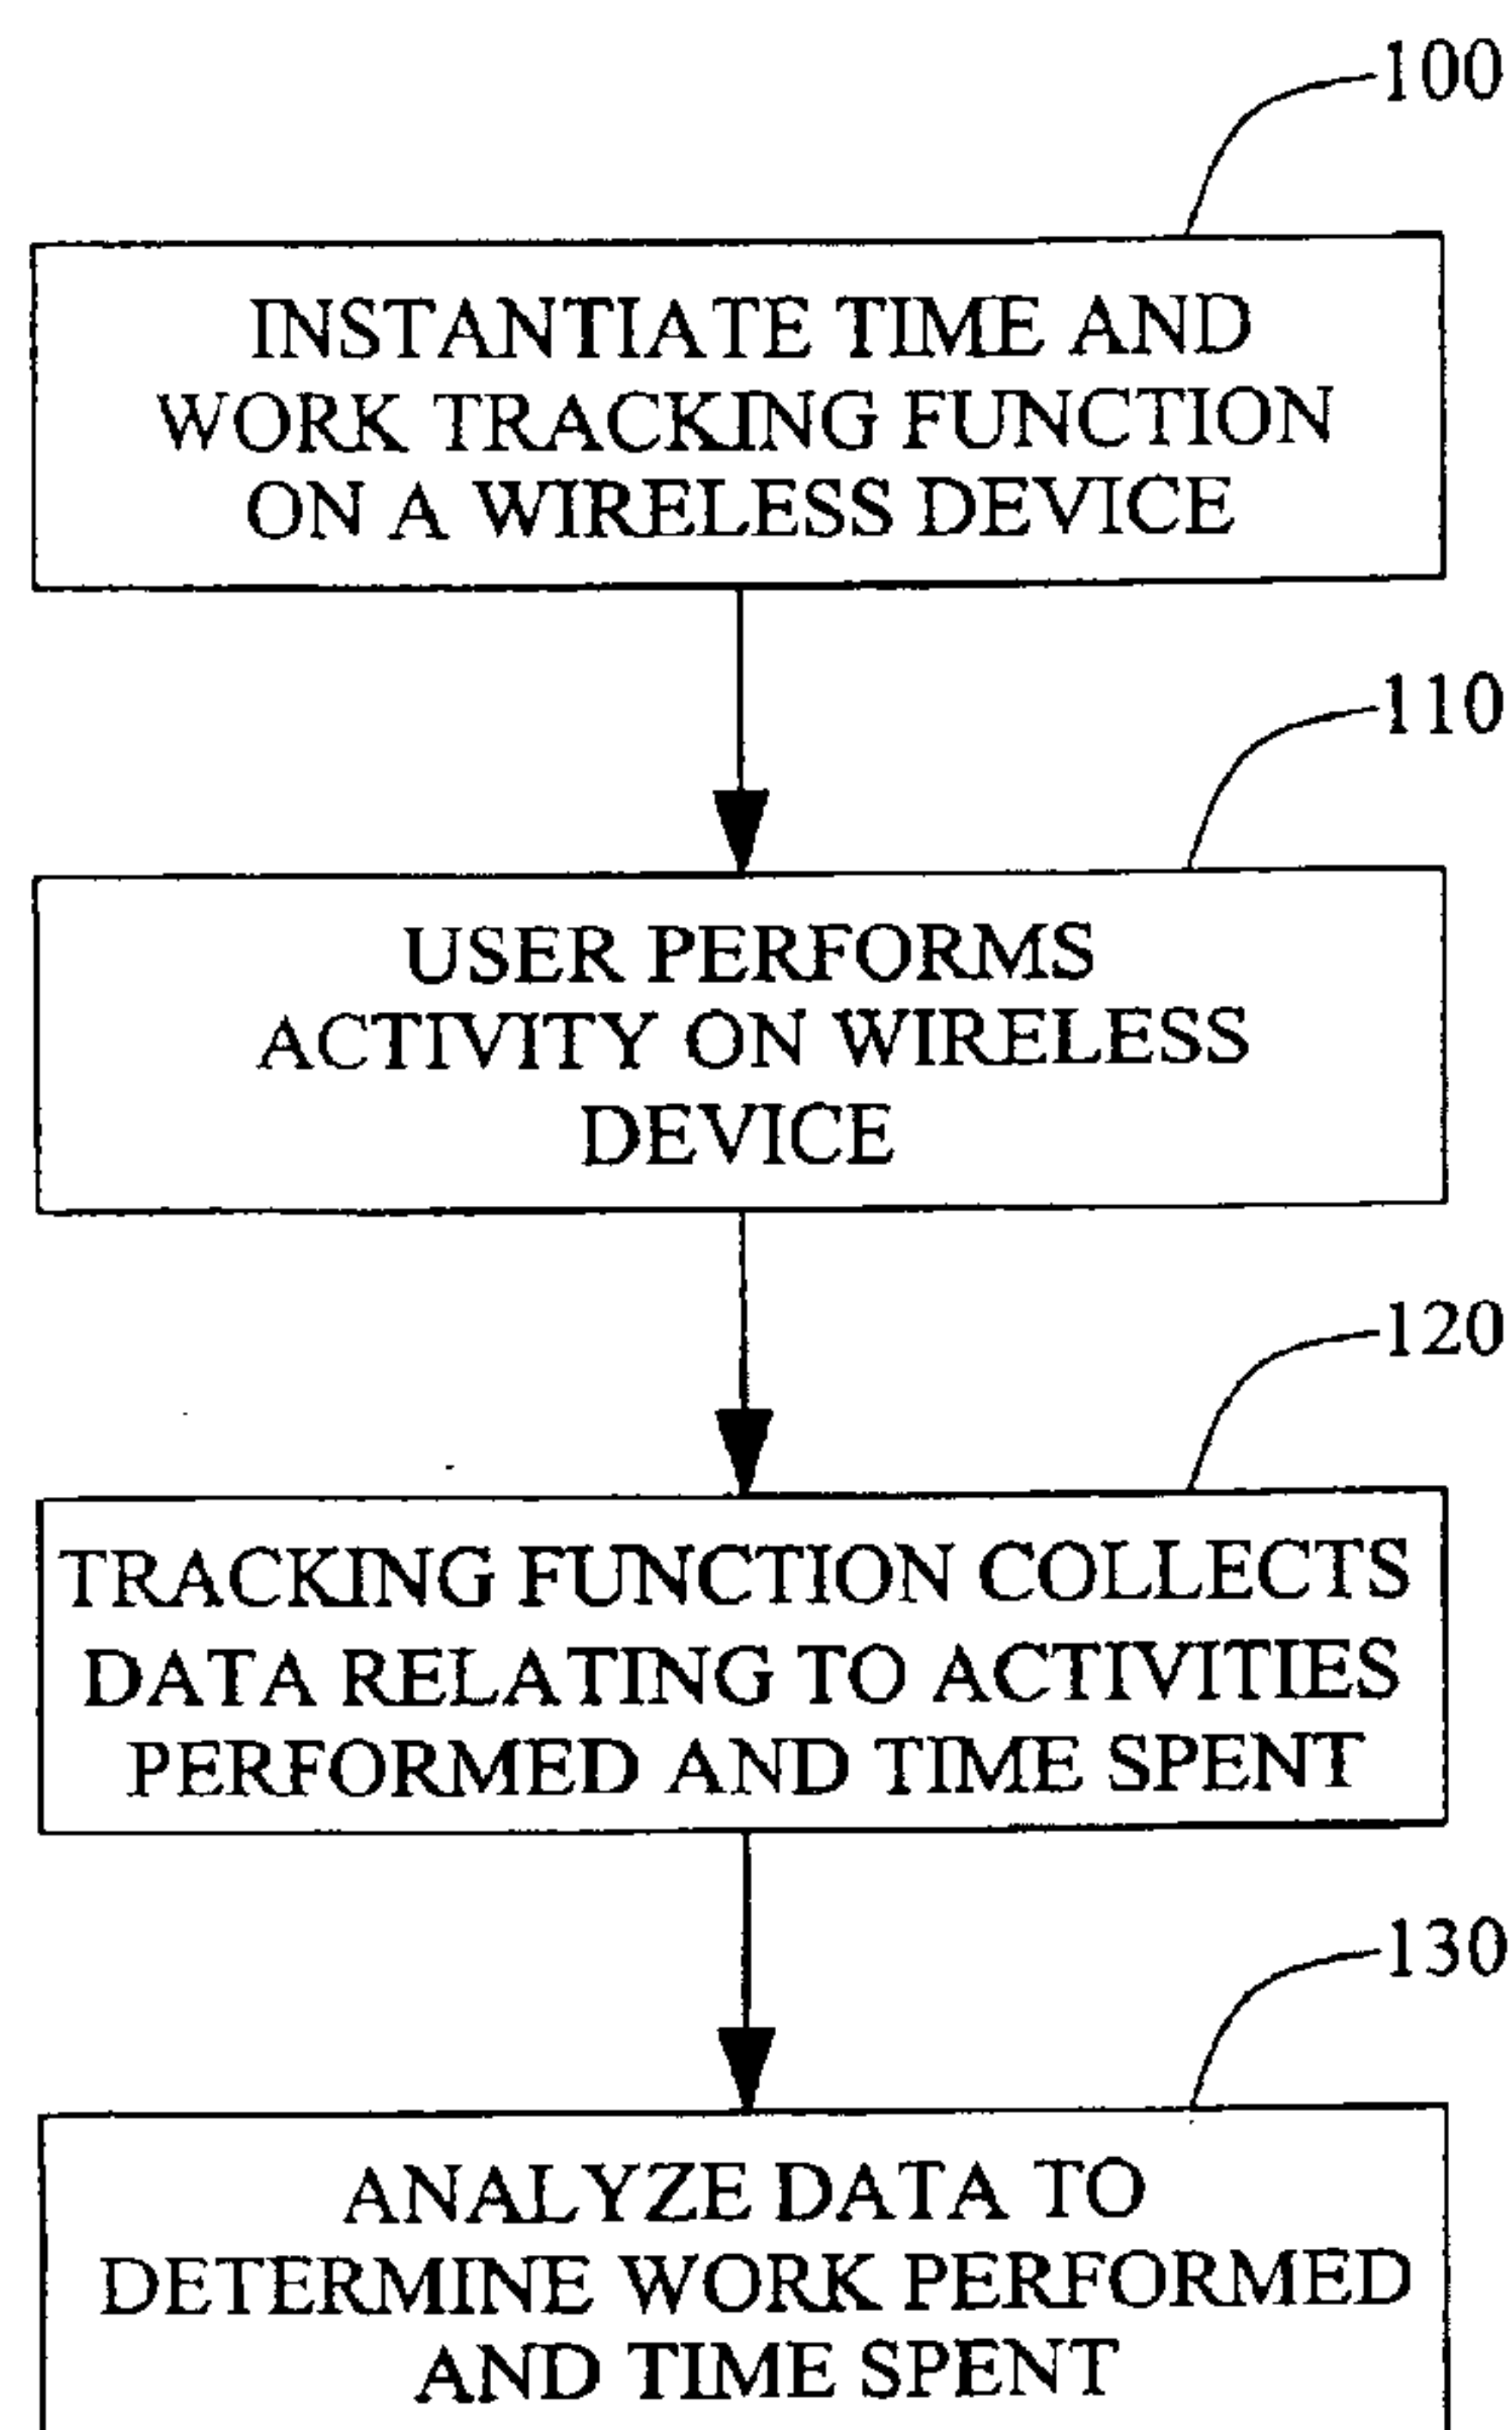 100
INSTANTIATE TIME AND
WORK TRACKING FUNCTION
ON A WIRELESS DEVICE
110
USER PERFORMS
ACTIVITY ON WIRELESS
DEVICE
120
TRACKING FUNCTION COLLECTS
DATA RELATING TO ACTIVITIES
PERFORMED AND TIME SPENT
130
ANALYZE DATA TO
DETERMINE WORK PERFORMED
AND TIME SPENT